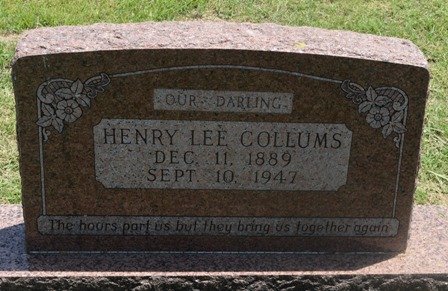 OUR DARLING
HENRY LEE COLLUMS
DEC. 11, 1889
SEPT. 10, 1947
The hours part us but they bring us together again